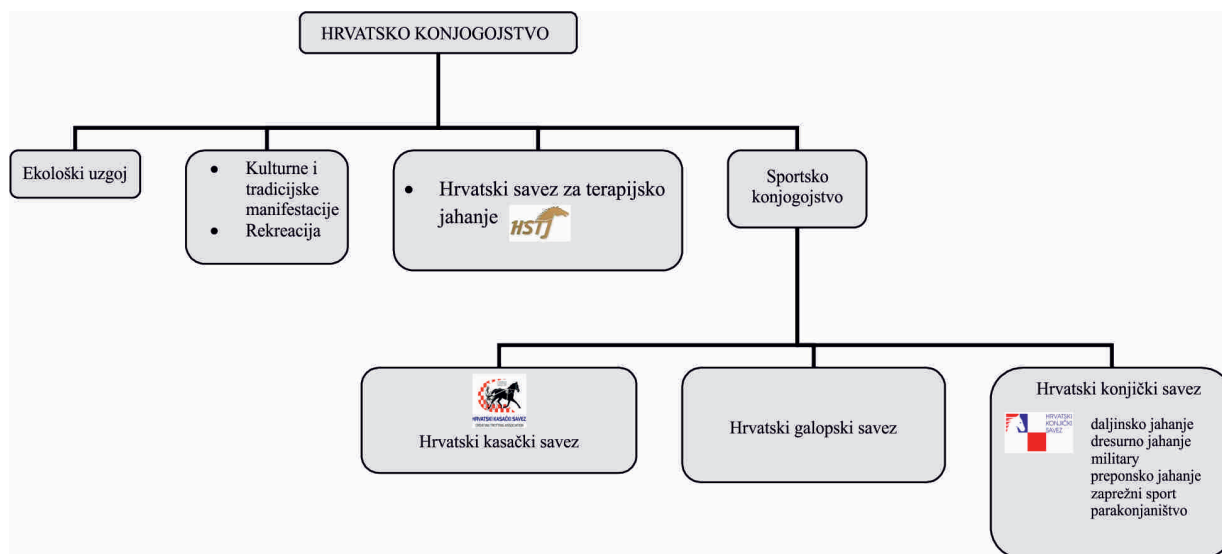 HRVATSKO KONJOGOJSTVO
Ekološki uzgoj
• Kulturne i
tradicijske
manifestacije
• Rekreacija
• Hrvatski savez za terapijsko
jahanje
HSTJ
Sportsko
konjogojstvo
HRVATSKI KASAČKI SAVEZ
Hrvatski kasački savez
Hrvatski galopski savez
Hrvatski konjički savez
HRVATSKI
KONJIČKI
SAVEZ
daljinsko jahanje
dresurno jahanje
military
preponsko jahanje
zaprežni sport
parakonjaništvo